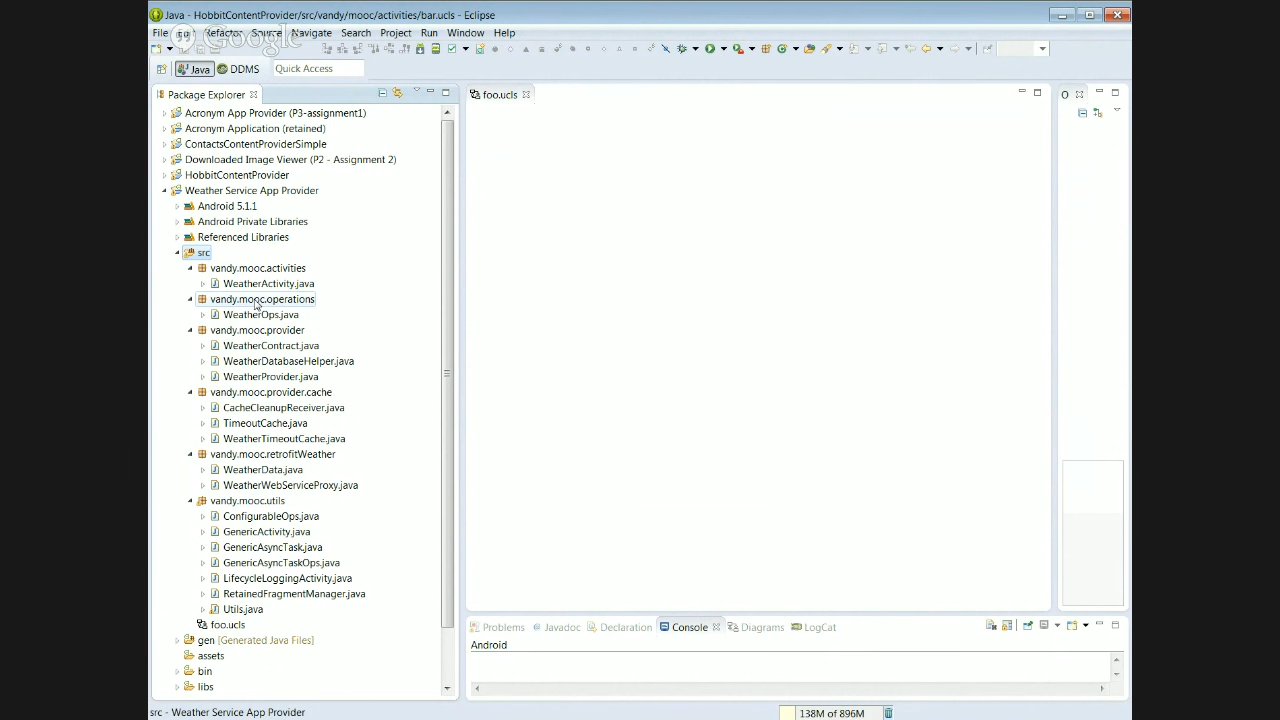 Java - HobbitContentProvider/src/vandy/mooc/activities/bar.ucls - Eclipse
File Edit Refactor Source Navigate Search Project Run Window Help
Google
Java DDMS Quick Access
Package Explorer
foo.ucls
O
Acronym App Provider (P3-assignment1)
Acronym Application (retained)
ContactsContentProviderSimple
Downloaded Image Viewer (P2 - Assignment 2)
HobbitContentProvider
Weather Service App Provider
Android 5.1.1
Android Private Libraries
Referenced Libraries
src
vandy.mooc.activities
WeatherActivity.java
vandy.mooc.operations
WeatherOps.java
vandy.mooc.provider
WeatherContract.java
WeatherDatabaseHelper.java
WeatherProvider.java
vandy.mooc.provider.cache
CacheCleanupReceiver.java
TimeoutCache.java
WeatherTimeoutCache.java
vandy.mooc.retrofitWeather
WeatherData.java
WeatherWebServiceProxy.java
vandy.mooc.utils
ConfigurableOps.java
GenericActivity.java
GenericAsyncTask.java
GenericAsyncTaskOps.java
LifecycleLoggingActivity.java
RetainedFragmentManager.java
Utils.java
foo.ucls
gen [Generated Java Files]
assets
bin
libs
Problems Javadoc Declaration Console Diagrams LogCat
Android
src - Weather Service App Provider
138M of 896M